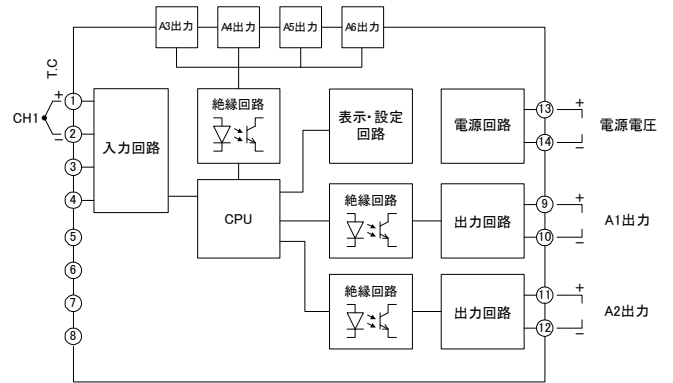 A3出力 A4出力 A5出力 A6出力
T.C
CH1
+
①
−
②
③
④
⑤
⑥
⑦
⑧
入力回路
絶縁回路
CPU
表示・設定
回路
電源回路
⑬ +
⑭ −
電源電圧
絶縁回路
出力回路
⑨ +
⑩ −
A1出力
絶縁回路
出力回路
⑪ +
⑫ −
A2出力